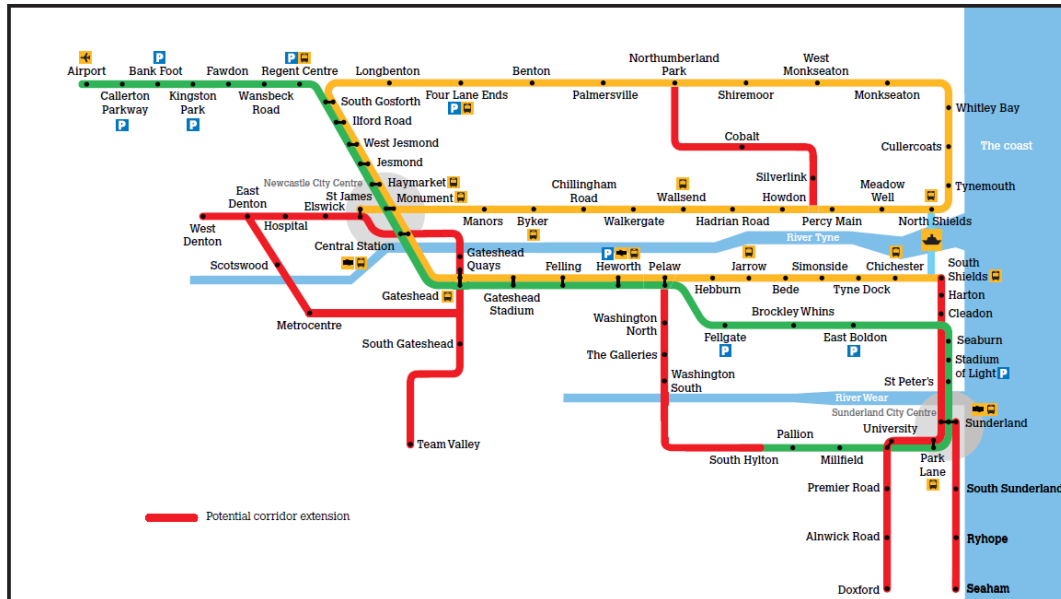 Airport
Callerton
Parkway
P
Bank Foot
P
Kingston
Park
P
Fawdon
Wansbeck
Road
Regent Centre
P
Longbenton
Four Lane Ends
P
Benton
Palmersville
Northumberland
Park
Shiremoor
West
Monkseaton
Monkseaton
Whitley Bay
Cullercoats
Tynemouth
The coast
South Gosforth
Ilford Road
West Jesmond
Jesmond
Newcastle City Centre
Haymarket
St James
Monument
Cobalt
Silverlink
Manors
Byker
Chillingham
Road
Walkergate
Wallsend
Hadrian Road
Howdon
Percy Main
Meadow
Well
North Shields
River Tyne
East
Denton
West
Denton
Hospital
Elswick
Scotswood
Metrocentre
Central Station
Gateshead
Quays
Gateshead
Gateshead
Stadium
Felling
P
Heworth
Pelaw
Hebburn
Jarrow
Bede
Simonside
Tyne Dock
Chichester
South
Shields
Harton
Cleadon
South Gateshead
Team Valley
Washington
North
The Galleries
Washington
South
Fellgate
P
Brockley Whins
East Boldon
P
Seaburn
Stadium
of Light P
St Peter's
River Wear
Sunderland City Centre
Sunderland
University
Park
Lane
South Hylton
Pallion
Millfield
Premier Road
Alnwick Road
Doxford
South Sunderland
Ryhope
Seaham
Potential corridor extension